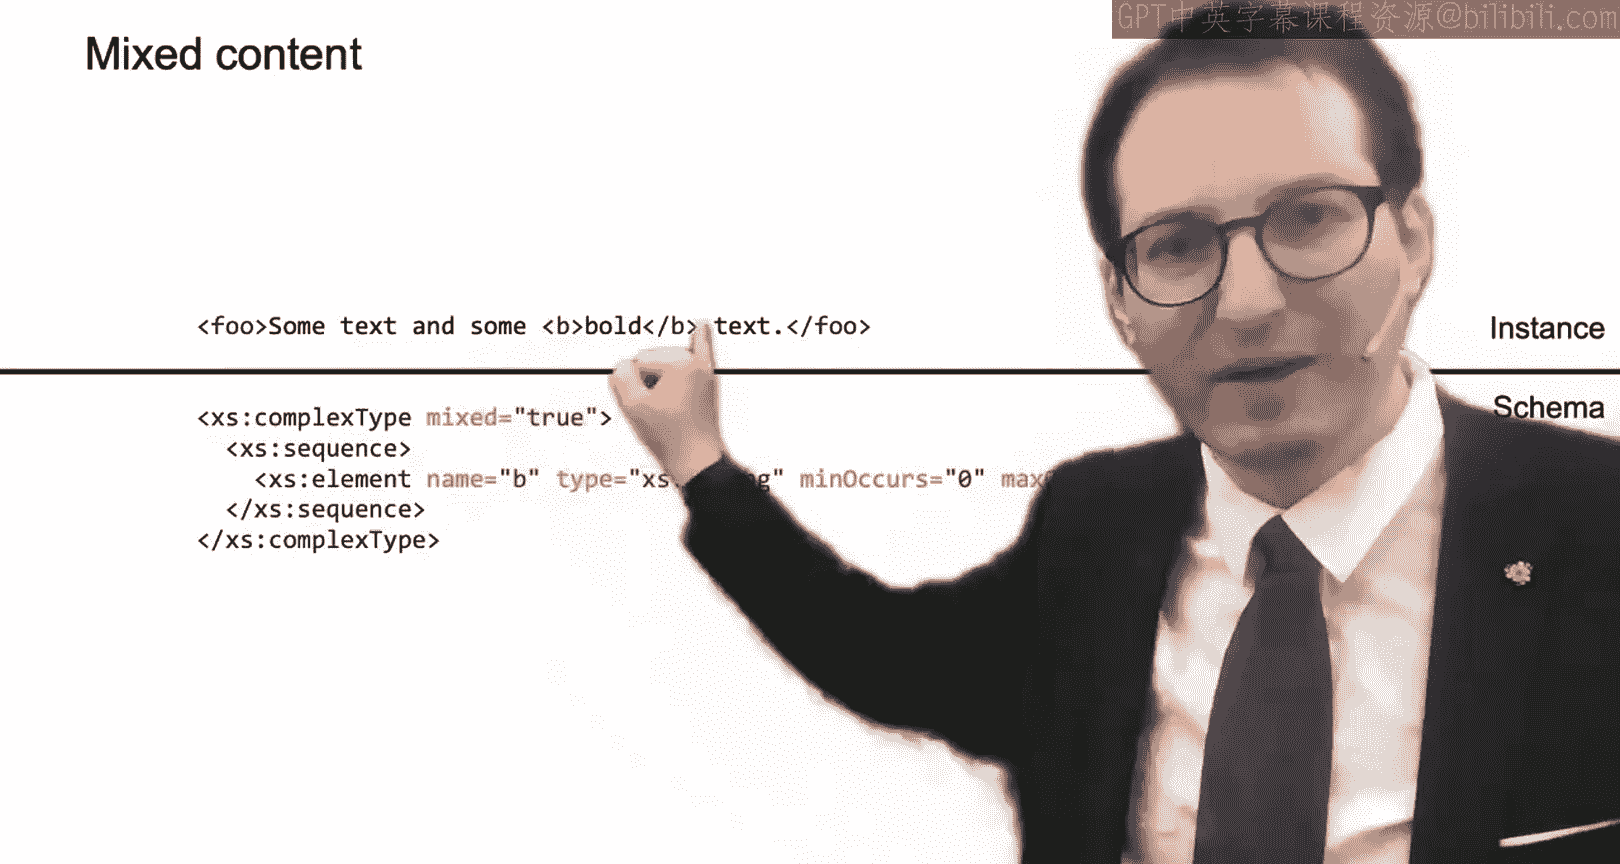 GPT中英字幕课程资源@bilibili.com
Mixed content
<foo>Some text and some <b>bold</b> text.</foo>
Instance
Schema
<xs:complexType mixed="true">
<xs:sequence>
<xs:element name="b" type="xs g" minOccurs="0"
</xs:sequence>
</xs:complexType>